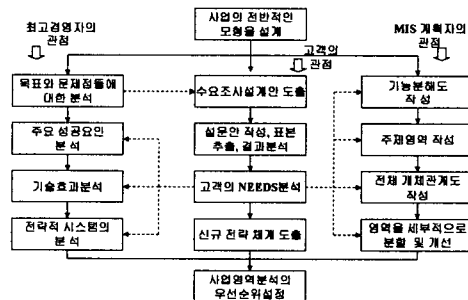 사업의 전반적인
모형을 설계
최고경영자의
관점
고객의
관점
MIS 계획자의
관점
목표와 문제점들에
대한 분석
수요조사설계안 도출
기능분해도
작성
주요 성공요인
분석
설문안 작성, 표본
추출, 결과분석
주제영역 작성
기술효과분석
고객의 NEEDS분석
전체 개체관계도
작성
전략적 시스템의
분석
신규 전략 체계 도출
영역을 세부적으로
분할 및 개선
사업영역분석의
우선순위설정